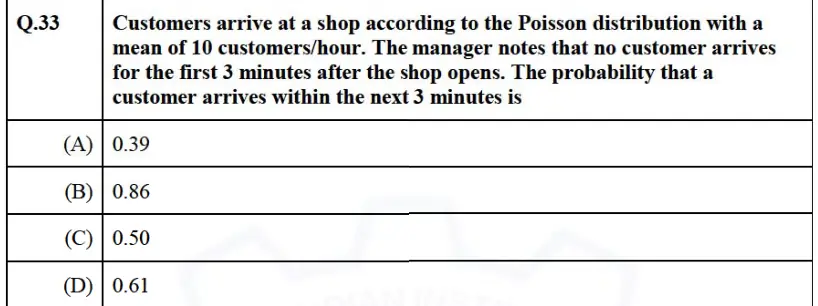 Q.33 Customers arrive at a shop according to the Poisson distribution with a
mean of 10 customers/hour. The manager notes that no customer arrives
for the first 3 minutes after the shop opens. The probability that a
customer arrives within the next 3 minutes is
(A) 0.39
(B) 0.86
(C) 0.50
(D) 0.61